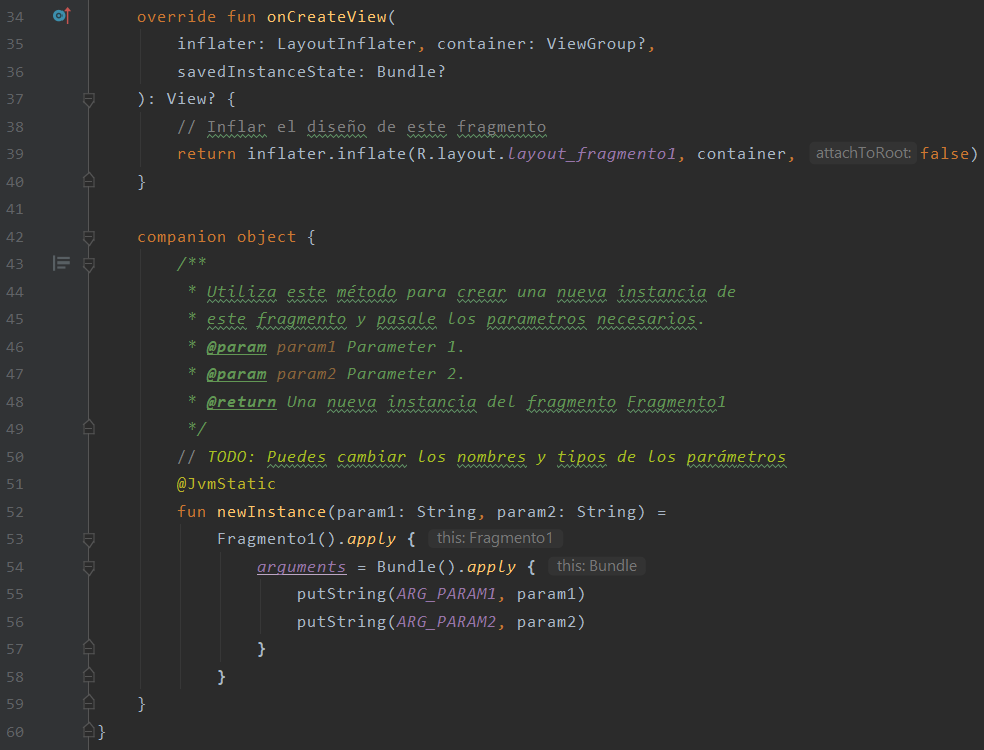 34 override fun onCreateView(
35 inflater: LayoutInflater, container: ViewGroup?,
36 savedInstanceState: Bundle?
37 ): View? {
38 // Inflar el diseño de este fragmento
39 return inflater.inflate(R.layout.layout_fragmento1, container, attachToRoot: false)
40 }
41
42 companion object {
43 /**
44 * Utiliza este método para crear una nueva instancia de
45 * este fragmento y pasale los parametros necesarios.
46 * @param param1 Parameter 1.
47 * @param param2 Parameter 2.
48 * @return Una nueva instancia del fragmento Fragmento1
49 */
50 // TODO: Puedes cambiar los nombres y tipos de los parámetros
51 @JvmStatic
52 fun newInstance(param1: String, param2: String) =
53 Fragmento1().apply { this: Fragmento1
54 arguments = Bundle().apply { this: Bundle
55 putString(ARG_PARAM1, param1)
56 putString(ARG_PARAM2, param2)
57 }
58 }
59 }
60 }